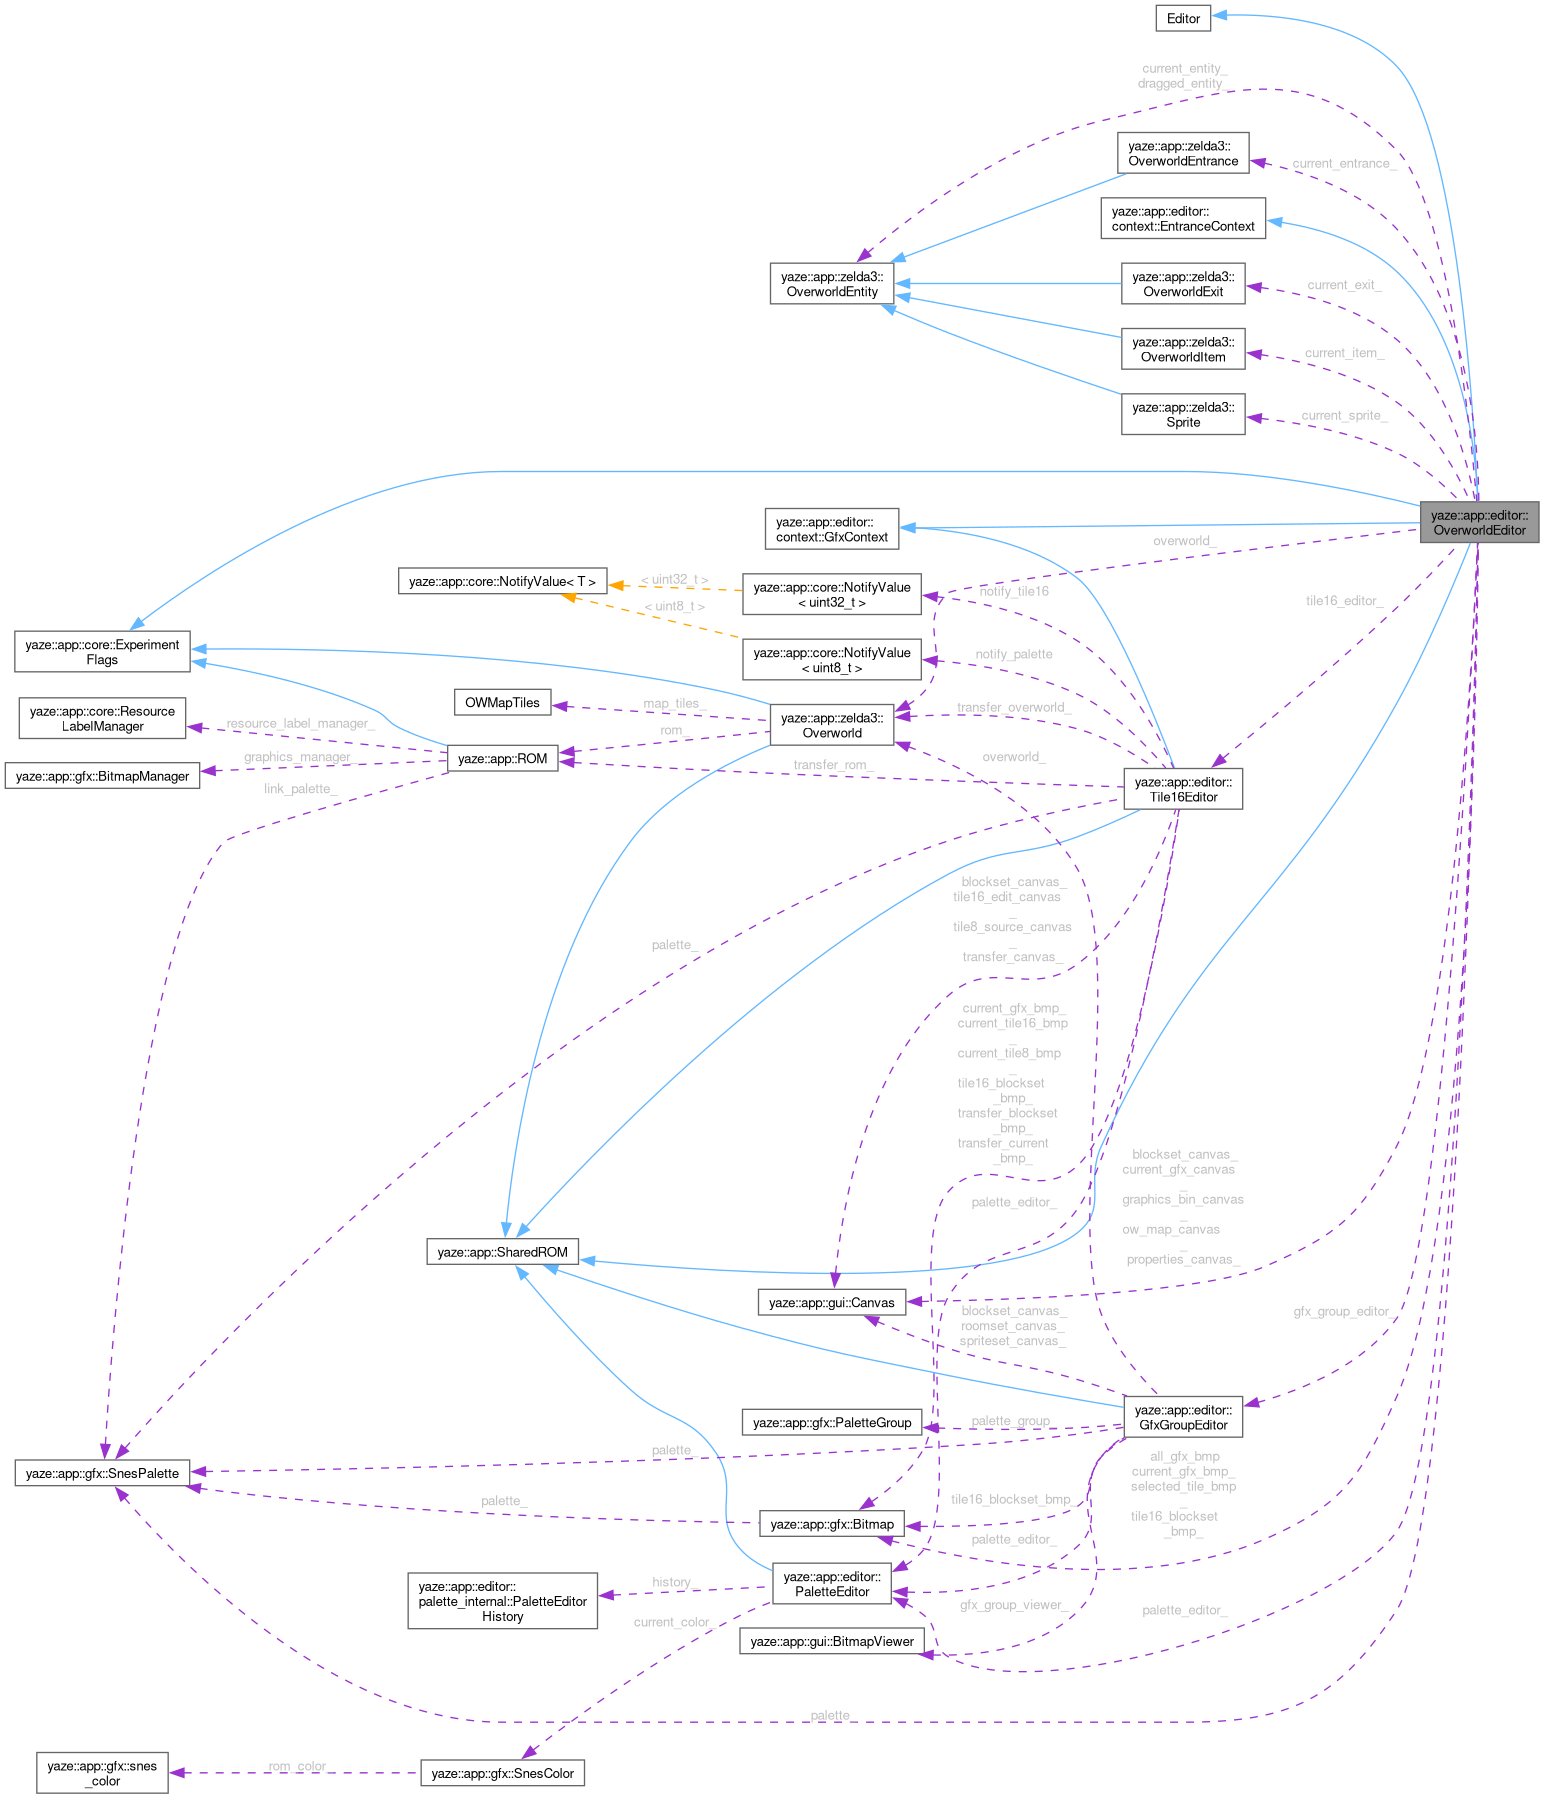 Editor
current_entity_
dragged_entity_
yaze::app::zelda3::
OverworldEntrance
current_entrance_
yaze::app::editor::
context::EntranceContext
yaze::app::zelda3::
OverworldEntity
yaze::app::zelda3::
OverworldExit
current_exit_
yaze::app::zelda3::
OverworldItem
current_item_
yaze::app::zelda3::
Sprite
current_sprite_
yaze::app::editor::
OverworldEditor
yaze::app::editor::
context::GfxContext
overworld_
yaze::app::core::NotifyValue< T >
< uint32_t >
< uint8_t >
yaze::app::core::NotifyValue
< uint32_t >
notify_tile16
tile16_editor_
yaze::app::core::Experiment
Flags
yaze::app::core::NotifyValue
< uint8_t >
notify_palette
yaze::app::core::Resource
LabelManager
resource_label_manager_
OWMapTiles
map_tiles_
rom_
yaze::app::zelda3::
Overworld
transfer_overworld_
yaze::app::gfx::BitmapManager
graphics_manager_
link_palette_
yaze::app::ROM
transfer_rom_
overworld_
yaze::app::editor::
Tile16Editor
palette_
blockset_canvas_
tile16_edit_canvas
_
tile8_source_canvas
_
transfer_canvas_
current_gfx_bmp_
current_tile16_bmp
_
current_tile8_bmp
_
tile16_blockset
_bmp_
transfer_blockset
_bmp_
transfer_current
_bmp_
palette_editor_
blockset_canvas_
current_gfx_canvas
_
graphics_bin_canvas
_
ow_map_canvas
_
properties_canvas_
yaze::app::SharedROM
yaze::app::gui::Canvas
blockset_canvas_
roomset_canvas_
spriteset_canvas_
gfx_group_editor_
yaze::app::editor::
GfxGroupEditor
yaze::app::gfx::PaletteGroup
palette_group_
palette_
yaze::app::gfx::SnesPalette
palette_
yaze::app::gfx::Bitmap
tile16_blockset_bmp_
all_gfx_bmp
current_gfx_bmp_
selected_tile_bmp
_
tile16_blockset
_bmp_
palette_editor_
yaze::app::editor::
palette_internal::PaletteEditor
History
history_
current_color_
yaze::app::editor::
PaletteEditor
gfx_group_viewer_
palette_editor_
yaze::app::gui::BitmapViewer
palette_
yaze::app::gfx::snes
_color
rom_color
yaze::app::gfx::SnesColor